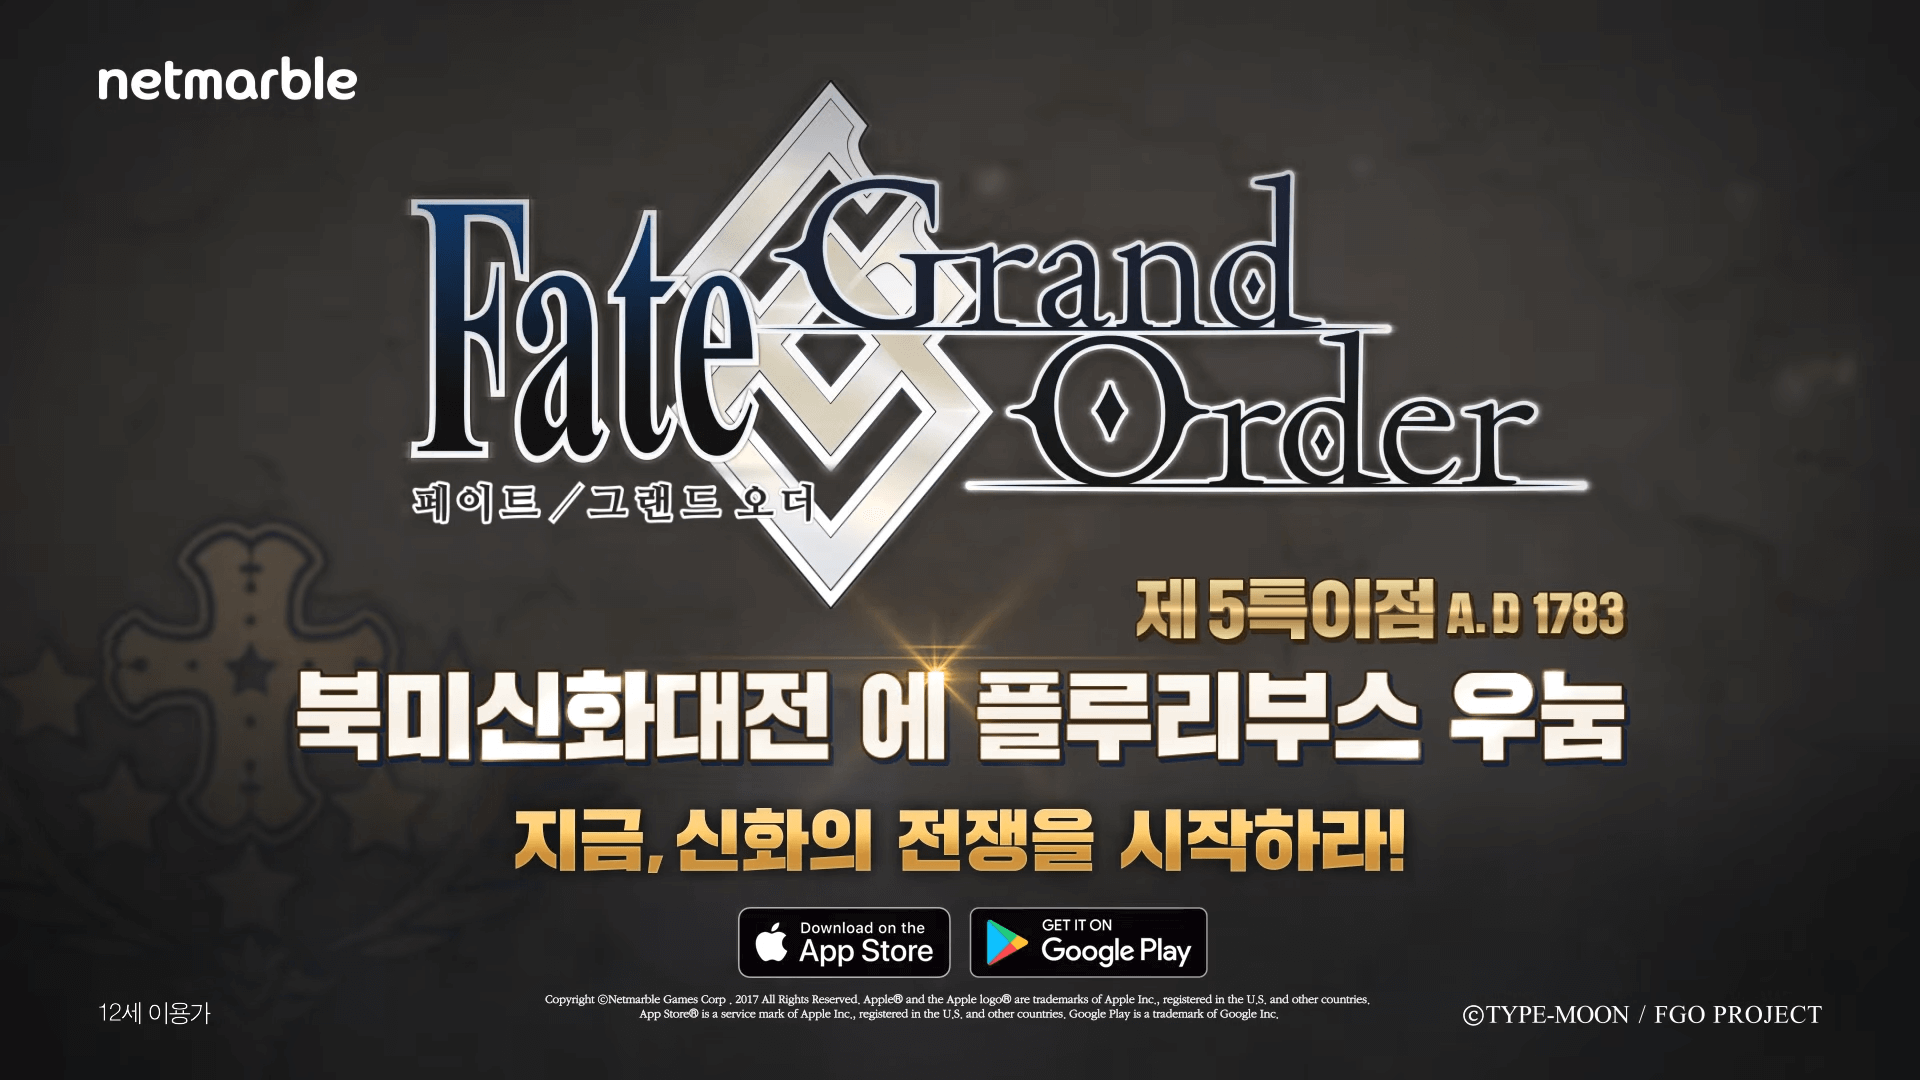 netmarble
Fate Grand
Order
페이트/그랜드 오더
제5특이점 A.D 1783
북미신화대전 에 플루리부스 우눔
지금, 신화의 전쟁을 시작하라!
Download on the
App Store
GET IT ON
Google Play
12세 이용가
Copyright ©Netmarble Games Corp . 2017 All Rights Reserved. Apple® and the Apple logo® are trademarks of Apple Inc., registered in the U.S. and other countries.
App Store® is a service mark of Apple Inc., registered in the U.S. and other countries. Google Play is a trademark of Google Inc.
©TYPE-MOON / FGO PROJECT